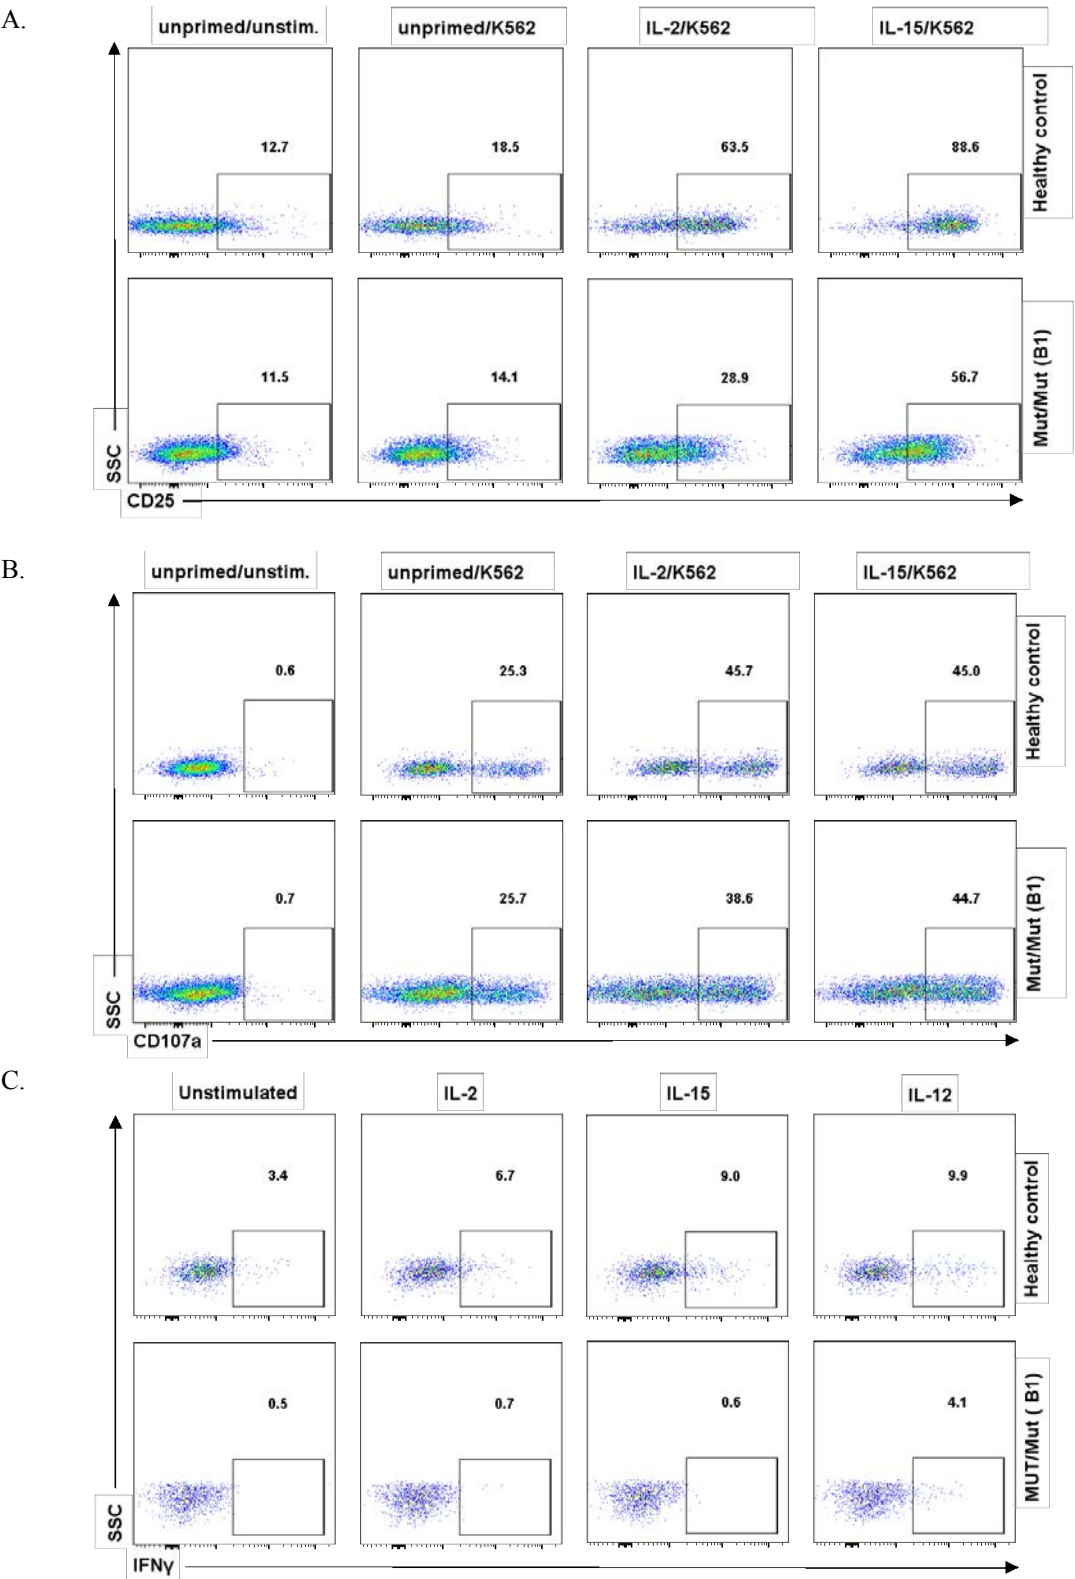 A.
unprimed/unstim.
unprimed/K562
IL-2/K562
IL-15/K562
12.7
18.5
63.5
88.6
Healthy control
11.5
14.1
28.9
56.7
Mut/Mut (B1)
SSC
CD25
B.
unprimed/unstim.
unprimed/K562
IL-2/K562
IL-15/K562
0.6
25.3
45.7
45.0
Healthy control
0.7
25.7
38.6
44.7
Mut/Mut (B1)
SSC
CD107a
C.
Unstimulated
IL-2
IL-15
IL-12
3.4
6.7
9.0
9.9
Healthy control
0.5
0.7
0.6
4.1
MUT/Mut ( B1)
SSC
IFNγ